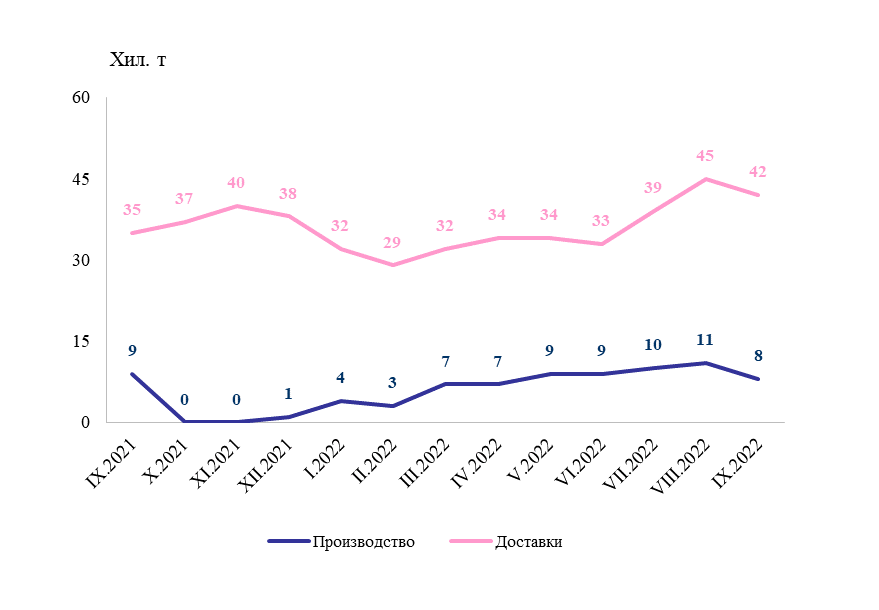 Хил. т
60
45
30
15
0
35 37 40 38 32 29 32 34 34 33 39 45 42
9 0 0 1 4 3 7 7 9 9 10 11 8
IX.2021 X.2021 XI.2021 XII.2021 I.2022 II.2022 III.2022 IV.2022 V.2022 VI.2022 VII.2022 VIII.2022 IX.2022
Производство Доставки